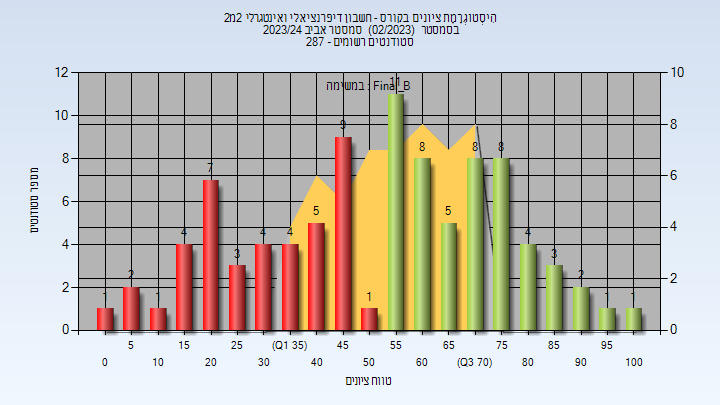 הִיסְטוֹגְרָמַת ציונים בקורס - חשבון דיפרנציאלי ואינטגרלי 2מ2
בסמסטר (02/2023) סמסטר אביב 2023/24
סטודנטים רשומים - 287
במשימה : Final_B
מספר סטודנטים
12 10 8 6 4 2 0
10 8 6 4 2 0
1 2 1 4 7 3 4 4 5 9 1 11 8 5 8 8 4 3 2 1 1
5 15 25 (Q1 35) 45 55 65 75 85 95
0 10 20 30 40 50 60 (Q3 70) 80 90 100
טווח ציונים